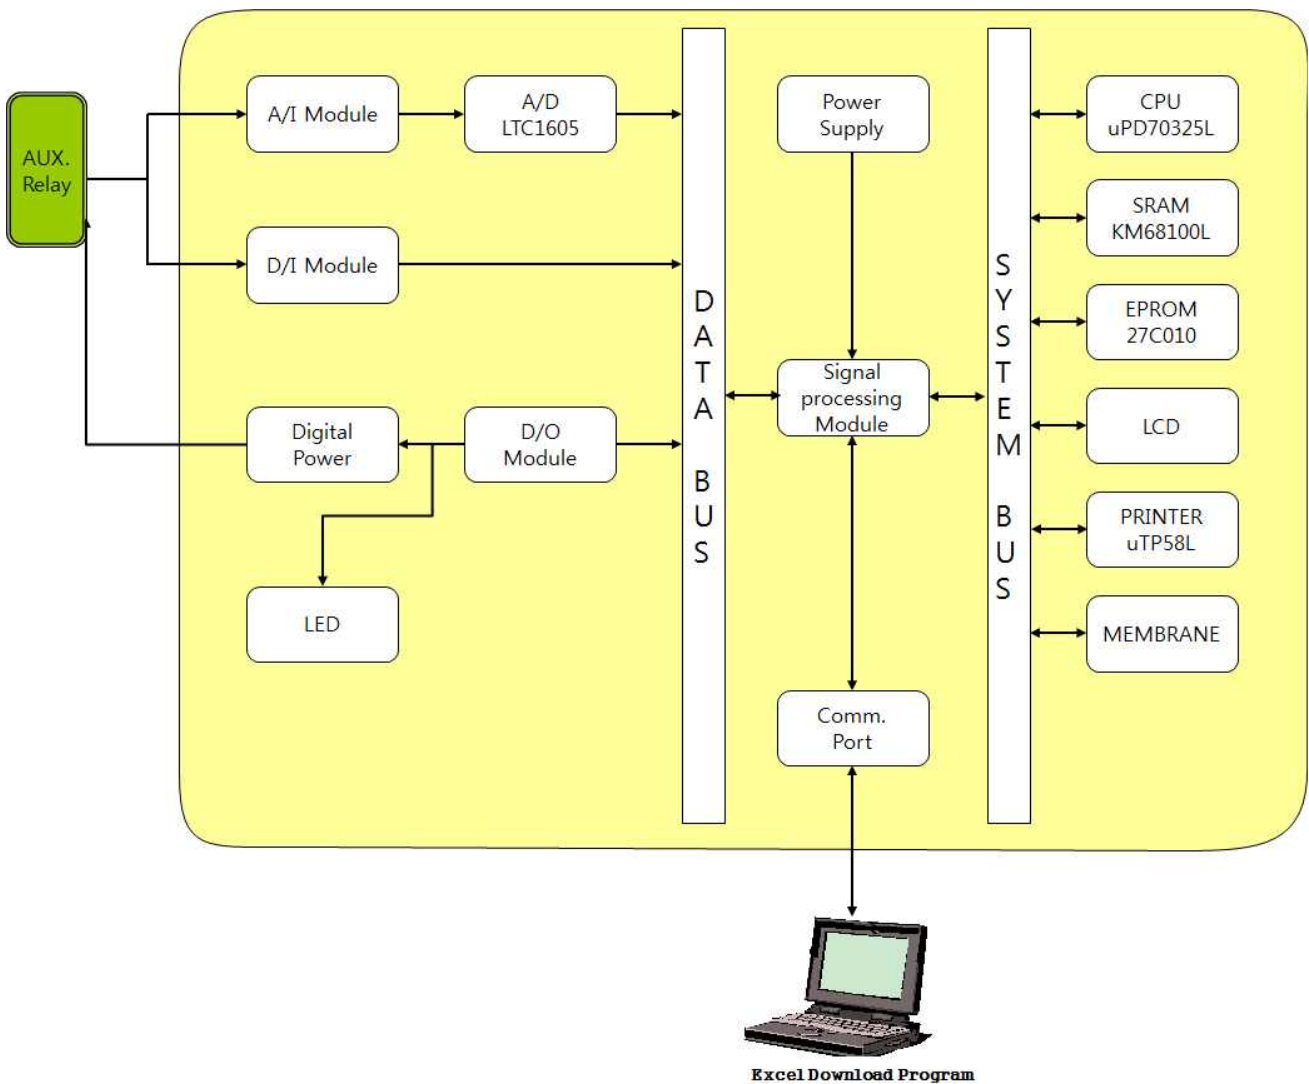 AUX.
Relay
A/I Module
A/D
LTC1605
D/I Module
Digital
Power
D/O
Module
LED
DATA BUS
Power
Supply
Signal
processing
Module
Comm.
Port
SYSTEM BUS
CPU
uPD70325L
SRAM
KM68100L
EPROM
27C010
LCD
PRINTER
uTP58L
MEMBRANE
Excel Download Program